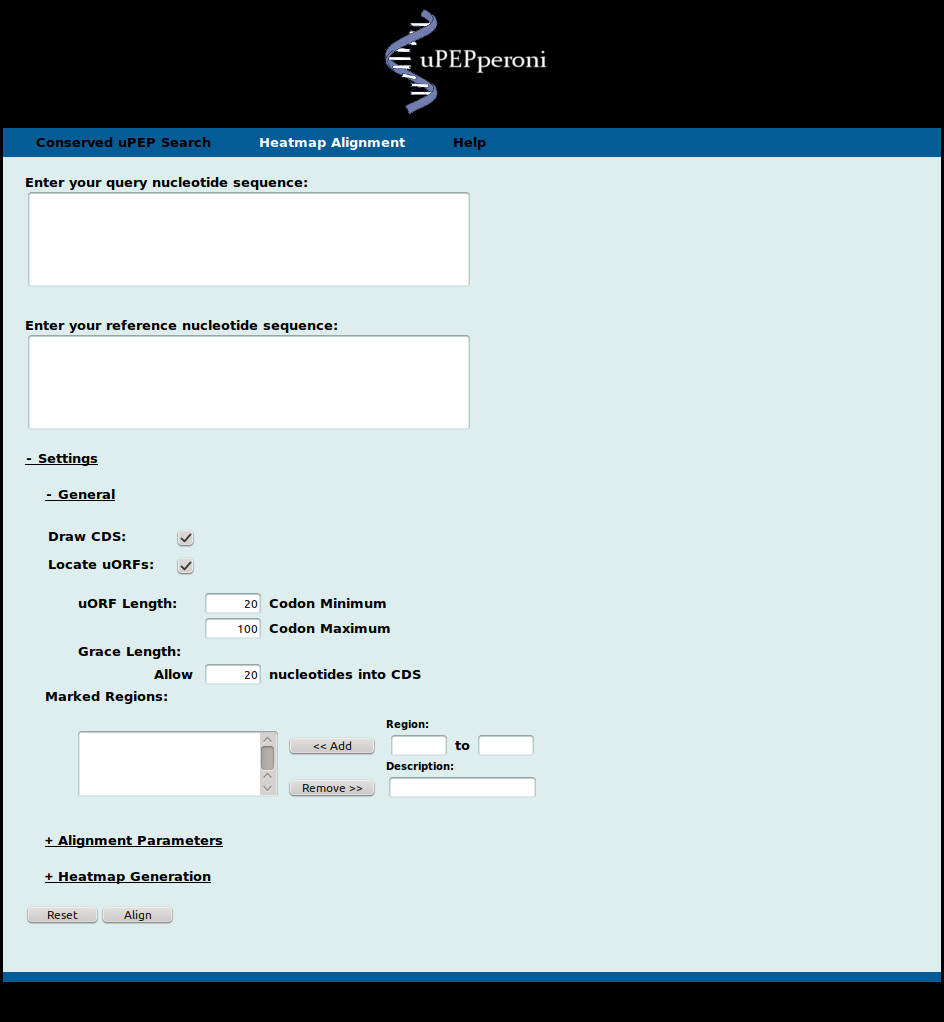 uPEPperoni
Conserved uPEP Search Heatmap Alignment Help
Enter your query nucleotide sequence:
Enter your reference nucleotide sequence:
- Settings
- General
Draw CDS:
Locate uORFs:
uORF Length: 20 Codon Minimum
100 Codon Maximum
Grace Length:
Allow 20 nucleotides into CDS
Marked Regions:
Region:
<< Add to
Description:
Remove >>
+ Alignment Parameters
+ Heatmap Generation
Reset Align